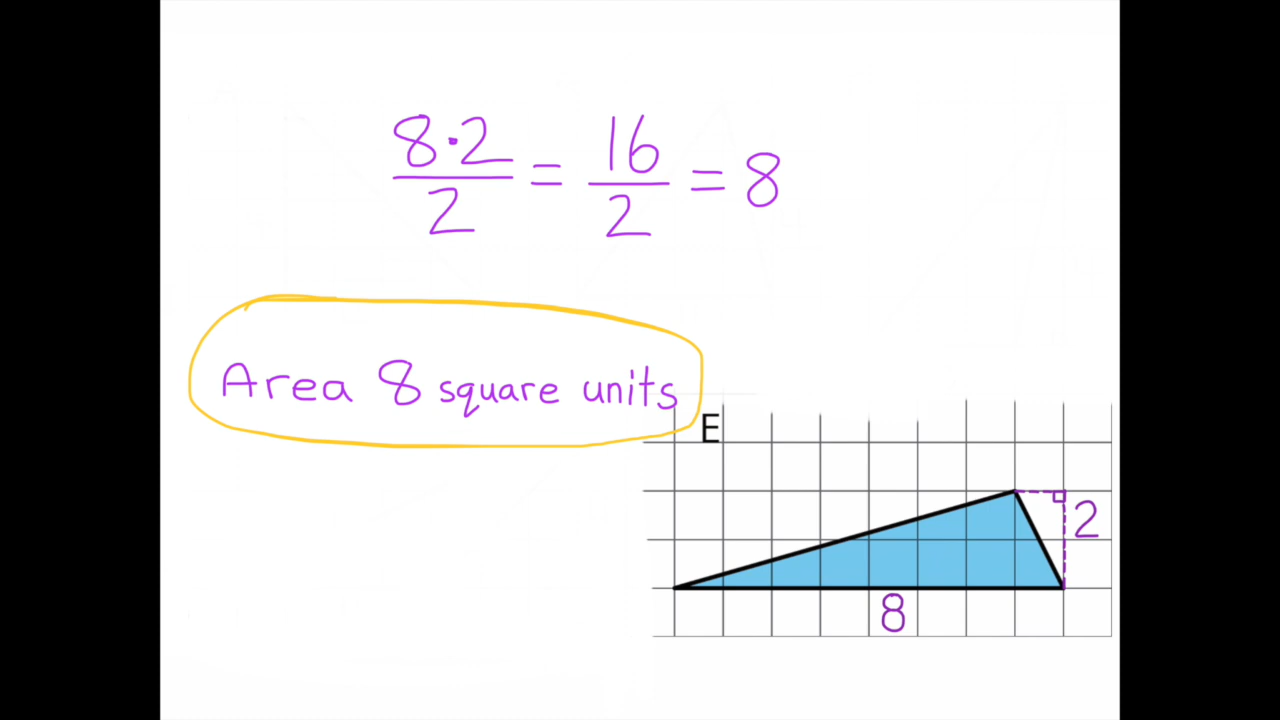 8·2/2 = 16/2 = 8
Area 8 square units
E
2
8